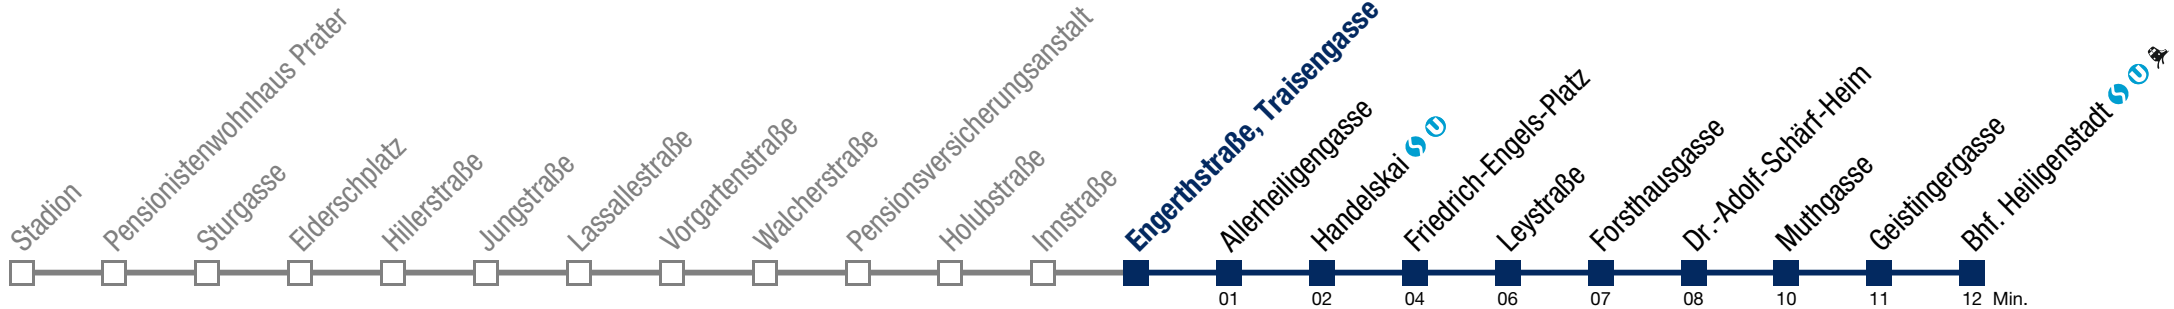 Stadion
Pensionistenwohnhaus Prater
Sturgasse
Elderschplatz
Hillerstraße
Jungstraße
Lassallestraße
Vorgartenstraße
Walcherstraße
Pensionsversicherungsanstalt
Holubstraße
Innstraße
Engerthstraße, Traisengasse
Allerheiligengasse
Handelskai S U
Friedrich-Engels-Platz
Leystraße
Forsthausgasse
Dr.-Adolf-Schärf-Heim
Muthgasse
Geistingergasse
Bhf. Heiligenstadt S U
01 02 04 06 07 08 10 11 12 Min.